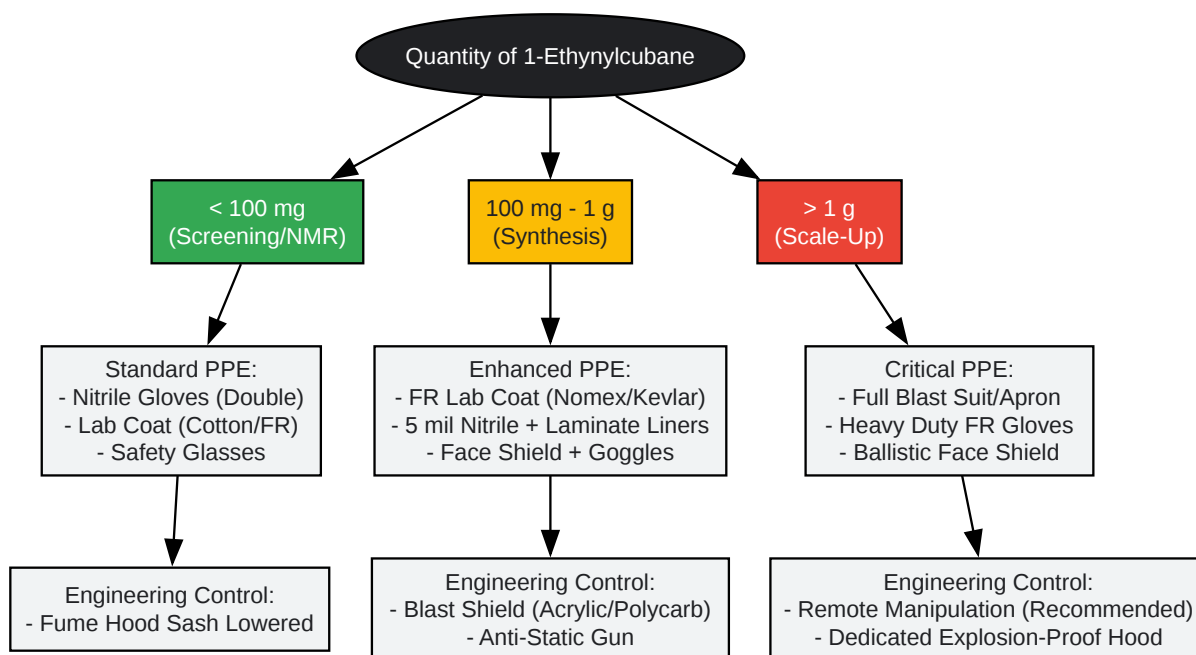 Quantity of 1-Ethynylcubane
< 100 mg
(Screening/NMR)
100 mg - 1 g
(Synthesis)
> 1 g
(Scale-Up)
Standard PPE:
- Nitrile Gloves (Double)
- Lab Coat (Cotton/FR)
- Safety Glasses
Enhanced PPE:
- FR Lab Coat (Nomex/Kevlar)
- 5 mil Nitrile + Laminate Liners
- Face Shield + Goggles
Critical PPE:
- Full Blast Suit/Apron
- Heavy Duty FR Gloves
- Ballistic Face Shield
Engineering Control:
- Fume Hood Sash Lowered
Engineering Control:
- Blast Shield (Acrylic/Polycarb)
- Anti-Static Gun
Engineering Control:
- Remote Manipulation (Recommended)
- Dedicated Explosion-Proof Hood